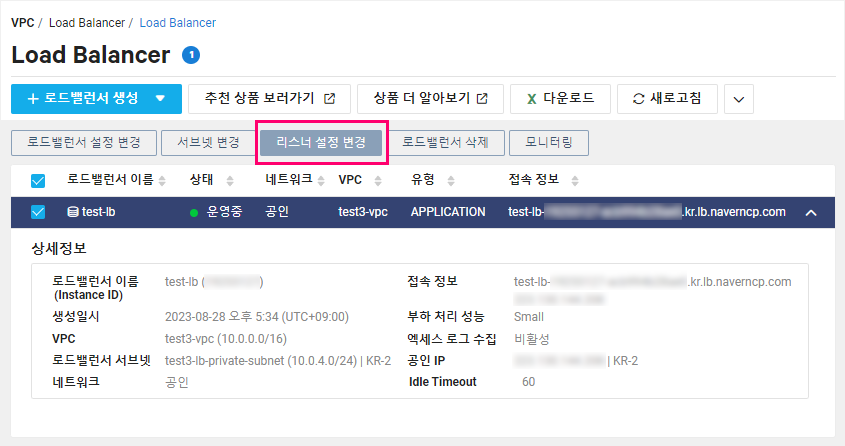 VPC / Load Balancer / Load Balancer
Load Balancer 1
+ 로드밸런서 생성 추천 상품 보러가기 상품 더 알아보기 X 다운로드 새로고침
로드밸런서 설정 변경 서브넷 변경 리스너 설정 변경 로드밸런서 삭제 모니터링
로드밸런서 이름 상태 네트워크 VPC 유형 접속 정보
test-lb 운영중 공인 test3-vpc APPLICATION test-lb- .kr.lb.naverncp.com
상세정보
로드밸런서 이름 (Instance ID) test-lb ( ) 접속 정보 test-lb- .kr.lb.naverncp.com
생성일시 2023-08-28 오후 5:34 (UTC+09:00) 부하 처리 성능 Small
VPC test3-vpc (10.0.0.0/16) 엑세스 로그 수집 비활성
로드밸런서 서브넷 test3-lb-private-subnet (10.0.4.0/24) | KR-2 공인 IP | KR-2
네트워크 공인 Idle Timeout 60